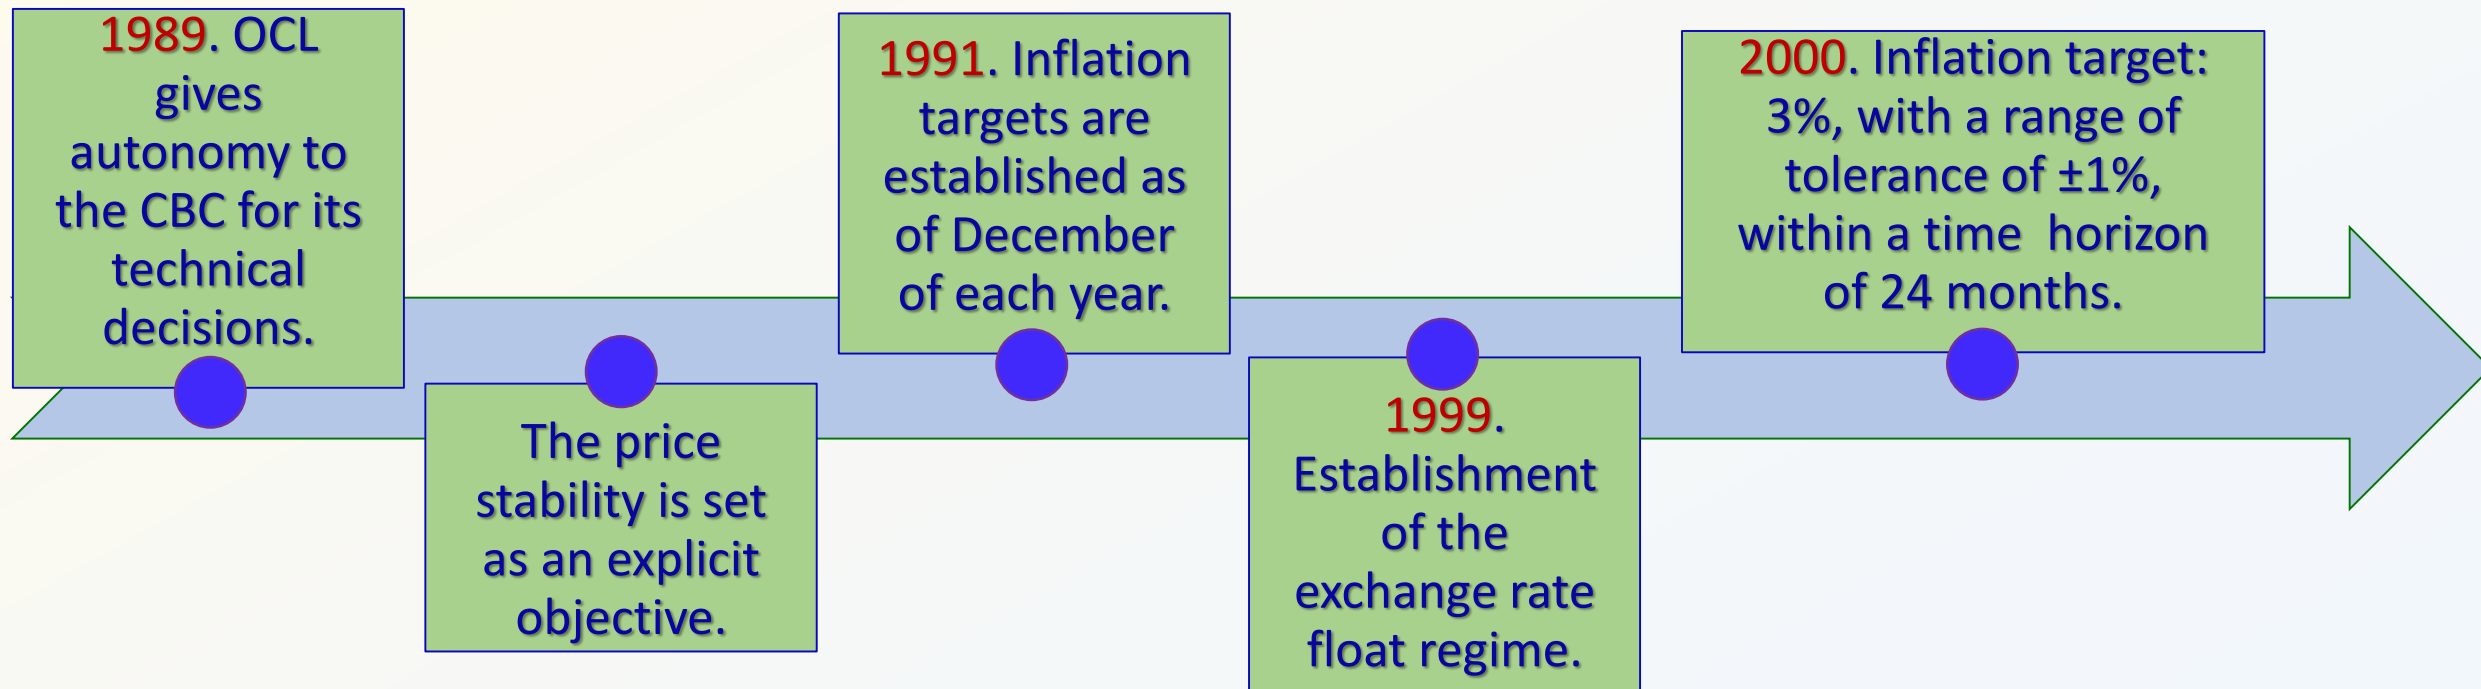 1989. OCL
gives
autonomy to
the CBC for its
technical
decisions.
The price
stability is set
as an explicit
objective.
1991. Inflation
targets are
established as
of December
of each year.
1999.
Establishment
of the
exchange rate
float regime.
2000. Inflation target:
3%, with a range of
tolerance of ±1%,
within a time  horizon
of 24 months.